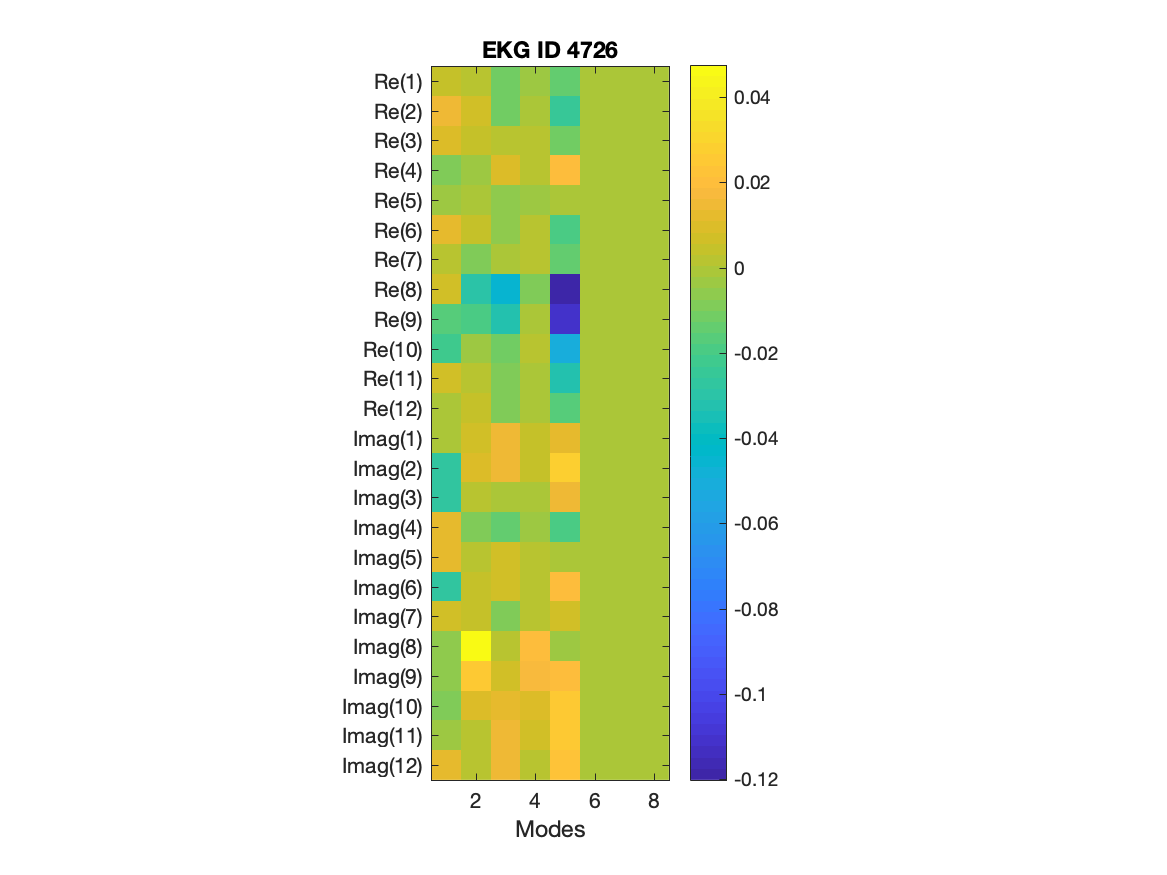 EKG ID 4726
Re(1)
Re(2)
Re(3)
Re(4)
Re(5)
Re(6)
Re(7)
Re(8)
Re(9)
Re(10)
Re(11)
Re(12)
Imag(1)
Imag(2)
Imag(3)
Imag(4)
Imag(5)
Imag(6)
Imag(7)
Imag(8)
Imag(9)
Imag(10)
Imag(11)
Imag(12)
2 4 6 8
Modes
0.04
0.02
0
-0.02
-0.04
-0.06
-0.08
-0.1
-0.12